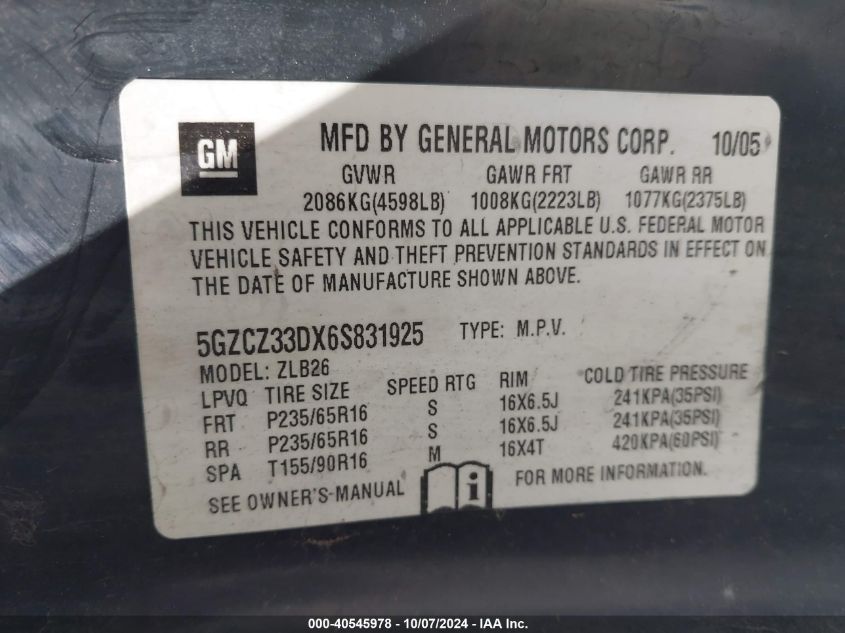 GM
MFD BY GENERAL MOTORS CORP. 10/05
GVWR GAWR FRT GAWR RR
2086KG(4598LB) 1008KG(2223LB) 1077KG(2375LB)
THIS VEHICLE CONFORMS TO ALL APPLICABLE U.S. FEDERAL MOTOR
VEHICLE SAFETY AND THEFT PREVENTION STANDARDS IN EFFECT ON
THE DATE OF MANUFACTURE SHOWN ABOVE.
5GZCZ33DX6S831925 TYPE: M.P.V.
MODEL: ZLB26
LPVQ TIRE SIZE SPEED RTG RIM COLD TIRE PRESSURE
FRT P235/65R16 S 16X6.5J 241KPA(35PSI)
RR P235/65R16 S 16X6.5J 241KPA(35PSI)
SPA T155/90R16 M 16X4T 420KPA(60PSI)
SEE OWNER'S-MANUAL i FOR MORE INFORMATION.
000-40545978 - 10/07/2024 - IAA Inc.